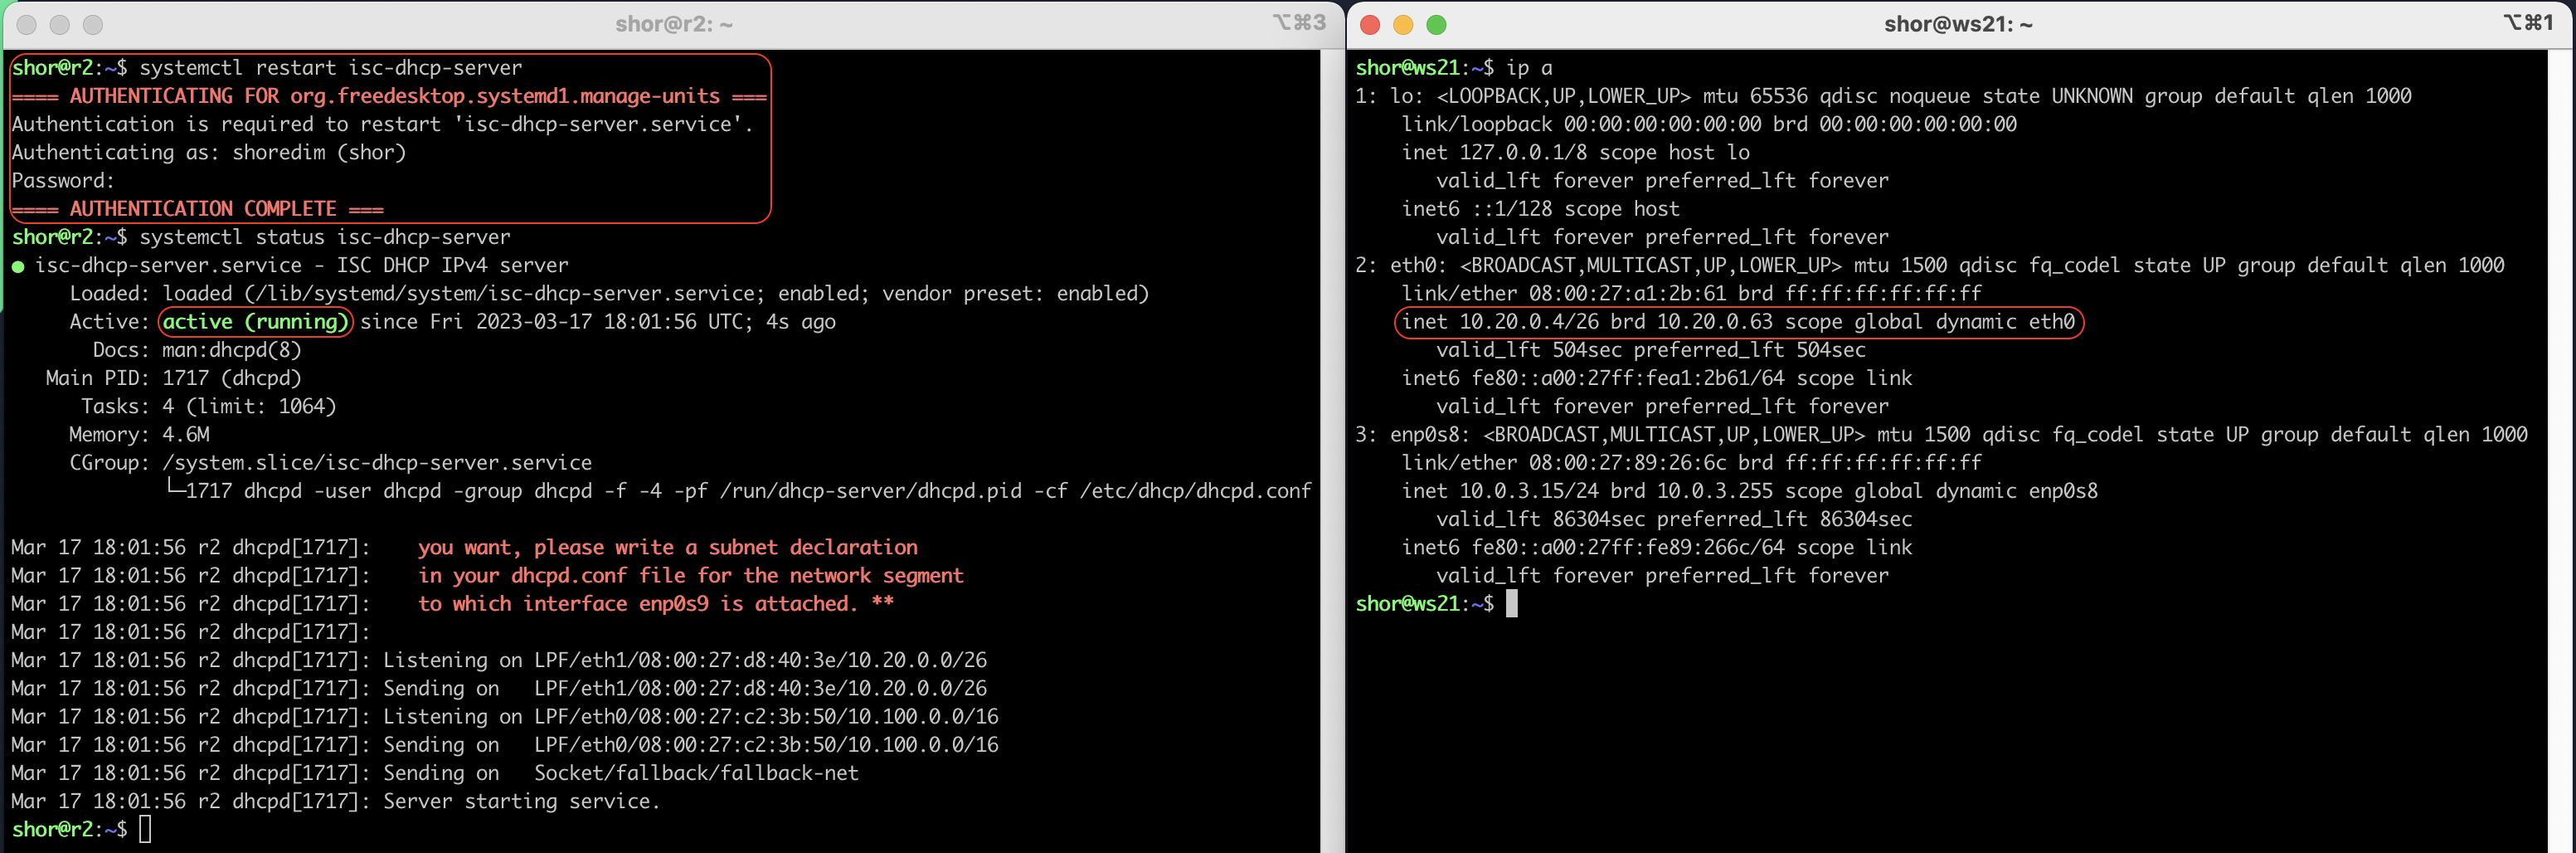 shor@r2: ~
⌥⌘3
shor@r2:~$ systemctl restart isc-dhcp-server
==== AUTHENTICATING FOR org.freedesktop.systemd1.manage-units ===
Authentication is required to restart 'isc-dhcp-server.service'.
Authenticating as: shoredim (shor)
Password:
==== AUTHENTICATION COMPLETE ===
shor@r2:~$ systemctl status isc-dhcp-server
● isc-dhcp-server.service - ISC DHCP IPv4 server
Loaded: loaded (/lib/systemd/system/isc-dhcp-server.service; enabled; vendor preset: enabled)
Active: active (running) since Fri 2023-03-17 18:01:56 UTC; 4s ago
Docs: man:dhcpd(8)
Main PID: 1717 (dhcpd)
Tasks: 4 (limit: 1064)
Memory: 4.6M
CGroup: /system.slice/isc-dhcp-server.service
└─1717 dhcpd -user dhcpd -group dhcpd -f -4 -pf /run/dhcp-server/dhcpd.pid -cf /etc/dhcp/dhcpd.conf
Mar 17 18:01:56 r2 dhcpd[1717]:    you want, please write a subnet declaration
Mar 17 18:01:56 r2 dhcpd[1717]:    in your dhcpd.conf file for the network segment
Mar 17 18:01:56 r2 dhcpd[1717]:    to which interface enp0s9 is attached. **
Mar 17 18:01:56 r2 dhcpd[1717]:
Mar 17 18:01:56 r2 dhcpd[1717]: Listening on LPF/eth1/08:00:27:d8:40:3e/10.20.0.0/26
Mar 17 18:01:56 r2 dhcpd[1717]: Sending on   LPF/eth1/08:00:27:d8:40:3e/10.20.0.0/26
Mar 17 18:01:56 r2 dhcpd[1717]: Listening on LPF/eth0/08:00:27:c2:3b:50/10.100.0.0/16
Mar 17 18:01:56 r2 dhcpd[1717]: Sending on   LPF/eth0/08:00:27:c2:3b:50/10.100.0.0/16
Mar 17 18:01:56 r2 dhcpd[1717]: Sending on   Socket/fallback/fallback-net
Mar 17 18:01:56 r2 dhcpd[1717]: Server starting service.
shor@r2:~$
shor@ws21: ~
⌥⌘1
shor@ws21:~$ ip a
1: lo: <LOOPBACK,UP,LOWER_UP> mtu 65536 qdisc noqueue state UNKNOWN group default qlen 1000
link/loopback 00:00:00:00:00:00 brd 00:00:00:00:00:00
inet 127.0.0.1/8 scope host lo
valid_lft forever preferred_lft forever
inet6 ::1/128 scope host
valid_lft forever preferred_lft forever
2: eth0: <BROADCAST,MULTICAST,UP,LOWER_UP> mtu 1500 qdisc fq_codel state UP group default qlen 1000
link/ether 08:00:27:a1:2b:61 brd ff:ff:ff:ff:ff:ff
inet 10.20.0.4/26 brd 10.20.0.63 scope global dynamic eth0
valid_lft 504sec preferred_lft 504sec
inet6 fe80::a00:27ff:fea1:2b61/64 scope link
valid_lft forever preferred_lft forever
3: enp0s8: <BROADCAST,MULTICAST,UP,LOWER_UP> mtu 1500 qdisc fq_codel state UP group default qlen 1000
link/ether 08:00:27:89:26:6c brd ff:ff:ff:ff:ff:ff
inet 10.0.3.15/24 brd 10.0.3.255 scope global dynamic enp0s8
valid_lft 86304sec preferred_lft 86304sec
inet6 fe80::a00:27ff:fe89:266c/64 scope link
valid_lft forever preferred_lft forever
shor@ws21:~$